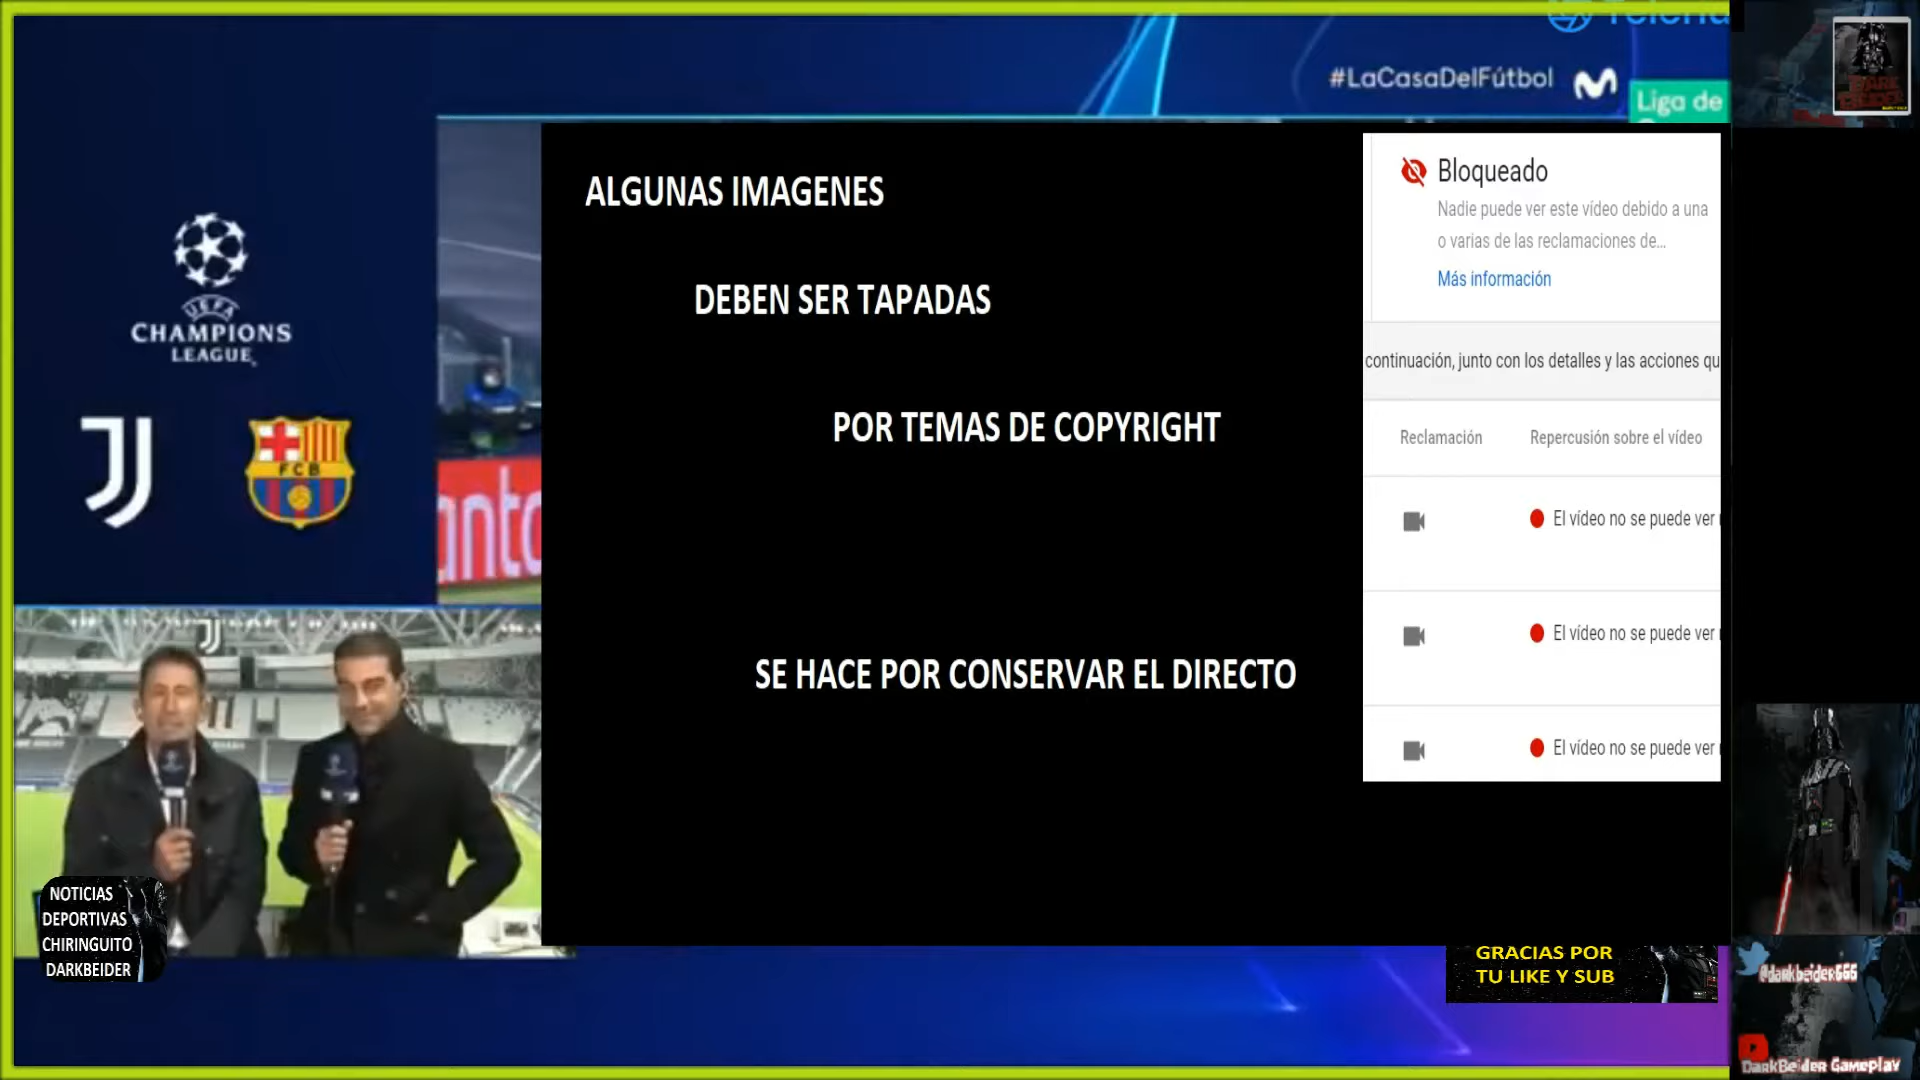 #LaCasaDelFútbol
Liga de
UEFA
CHAMPIONS
LEAGUE
FCB
ALGUNAS IMAGENES
DEBEN SER TAPADAS
POR TEMAS DE COPYRIGHT
SE HACE POR CONSERVAR EL DIRECTO
Bloqueado
Nadie puede ver este vídeo debido a una
o varias de las reclamaciones de...
Más información
continuación, junto con los detalles y las acciones qu
Reclamación
Repercusión sobre el vídeo
El vídeo no se puede ver
El vídeo no se puede ver
El vídeo no se puede ver
NOTICIAS
DEPORTIVAS
CHIRINGUITO
DARKBEIDER
GRACIAS POR
TU LIKE Y SUB
@darkbeider666
DarkBeider Gameplay